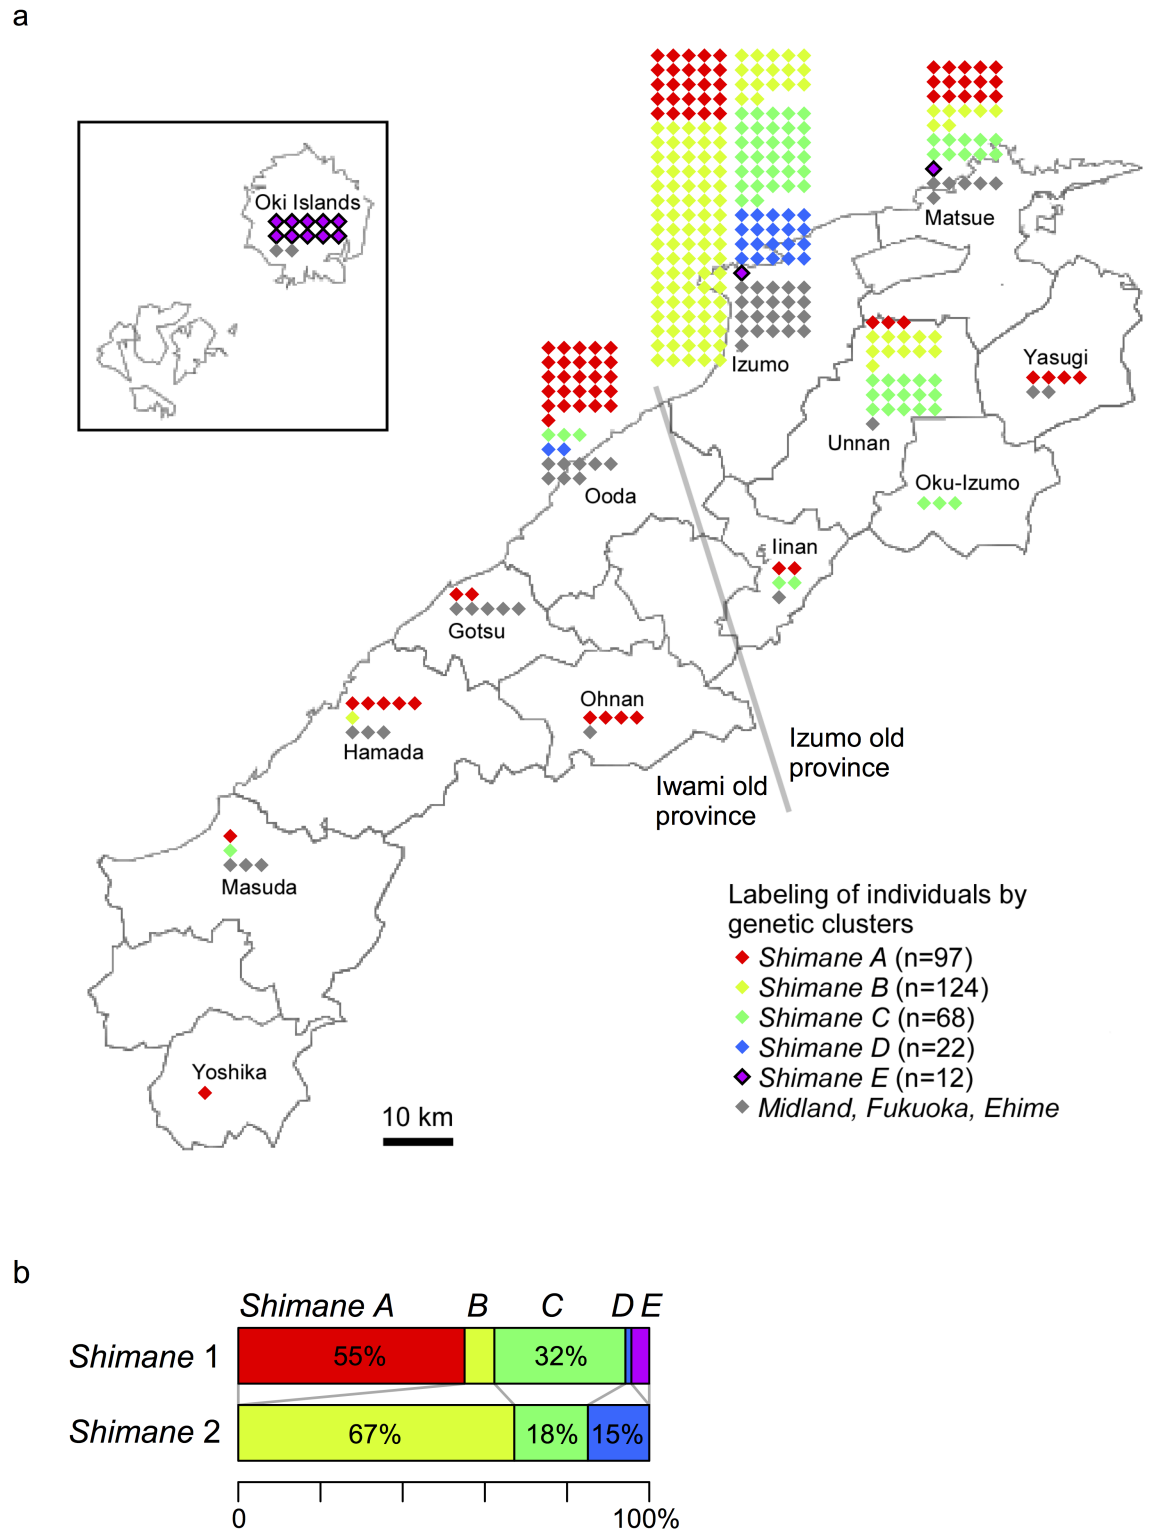 a
Oki Islands
Matsue
Izumo
Yasugi
Unnan
Oku-Izumo
Ooda
Iinan
Gotsu
Ohnan
Hamada
Izumo old
province
Iwami old
province
Masuda
Yoshika
10 km
Labeling of individuals by
genetic clusters
Shimane A (n=97)
Shimane B (n=124)
Shimane C (n=68)
Shimane D (n=22)
Shimane E (n=12)
Midland, Fukuoka, Ehime
b
Shimane A B C D E
Shimane 1 55% 32%
Shimane 2 67% 18% 15%
0 100%